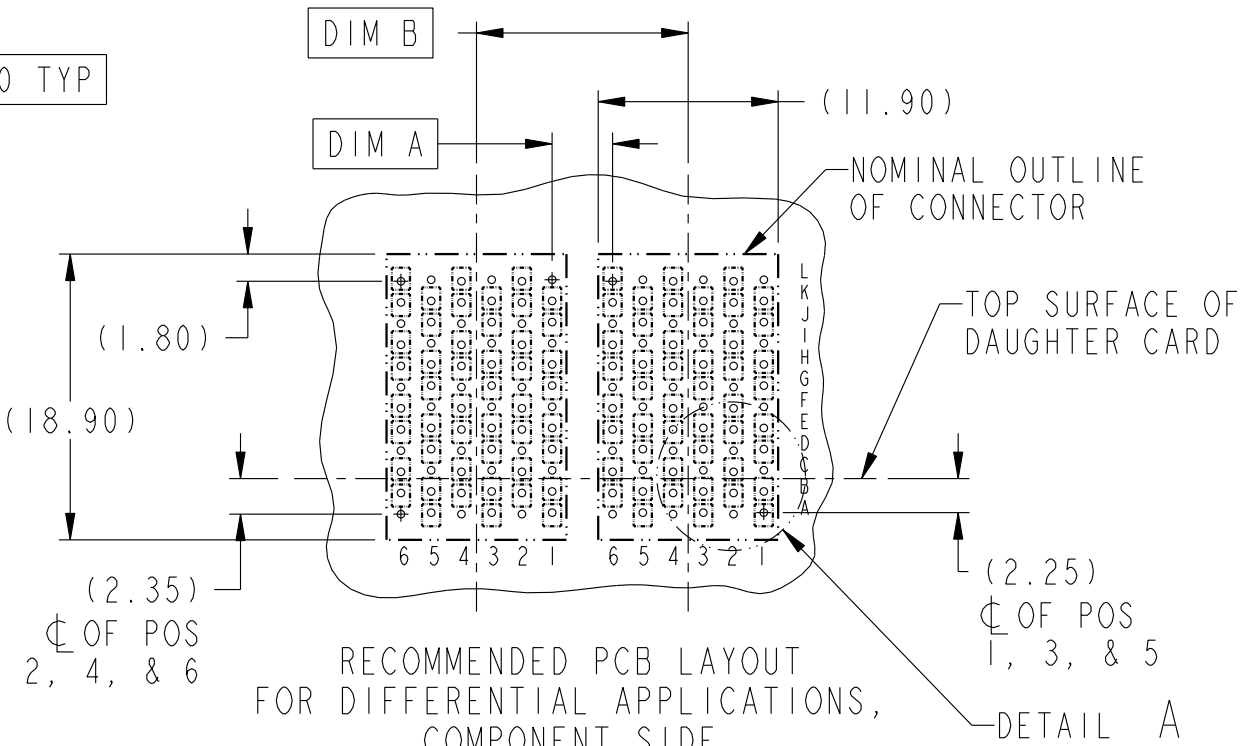 DIM B
0 TYP
(11.90)
DIM A
NOMINAL OUTLINE
OF CONNECTOR
L
K
J
I
H
G
F
E
D
C
B
A
TOP SURFACE OF
DAUGHTER CARD
(1.80)
(18.90)
6 5 4 3 2 1
6 5 4 3 2 1
(2.35)
℄ OF POS
2, 4, & 6
(2.25)
℄ OF POS
1, 3, & 5
RECOMMENDED PCB LAYOUT
FOR DIFFERENTIAL APPLICATIONS,
COMPONENT SIDE
DETAIL A